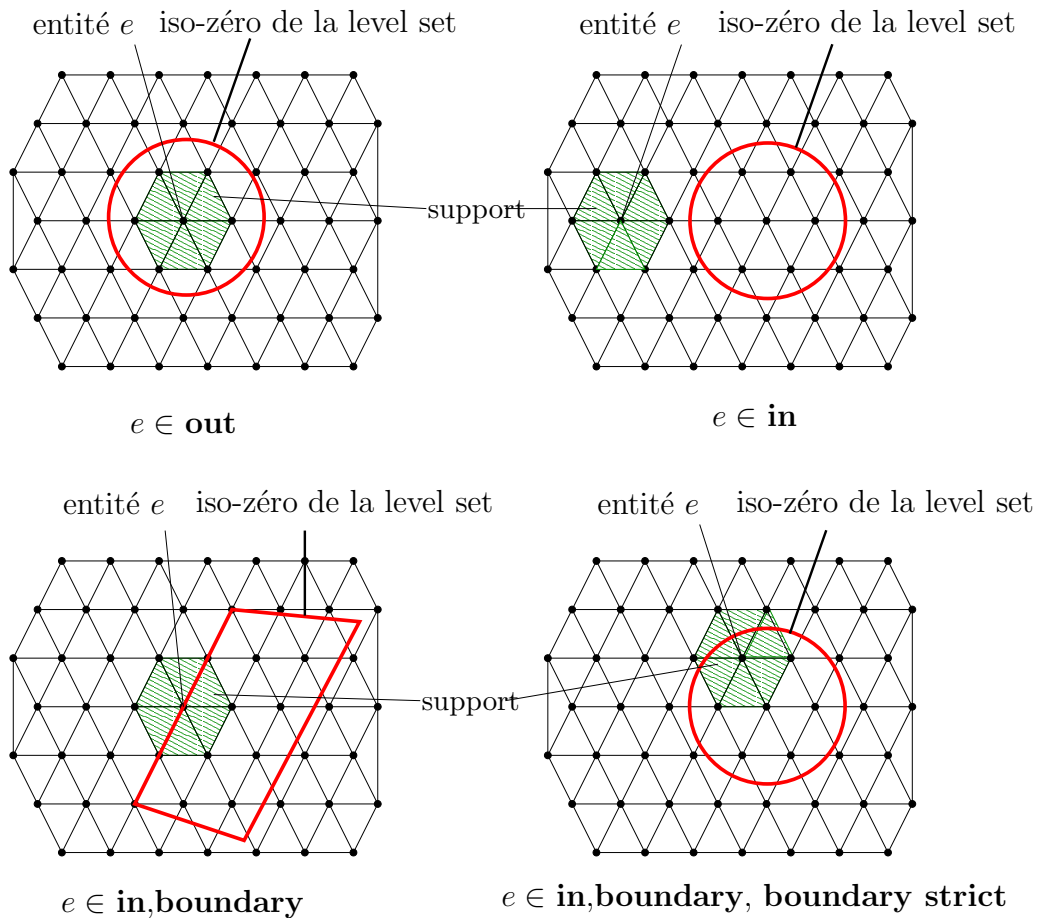 entité e iso-zéro de la level set
entité e iso-zéro de la level set
support
e ∈ out
e ∈ in
entité e iso-zéro de la level set
entité e iso-zéro de la level set
support
e ∈ in,boundary
e ∈ in,boundary, boundary strict